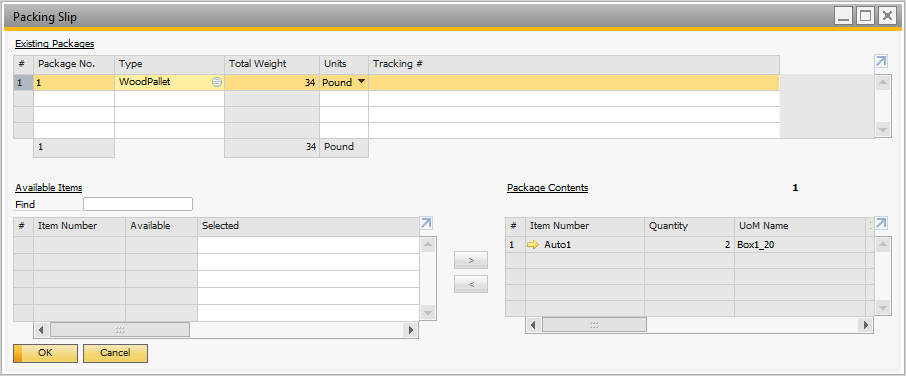 Packing Slip
Existing Packages
# Package No. Type Total Weight Units Tracking #
1 1 WoodPallet 34 Pound
1 34 Pound
Available Items
Find
# Item Number Available Selected
Package Contents 1
# Item Number Quantity UoM Name
1 Auto1 2 Box1_20
> 
<
OK Cancel